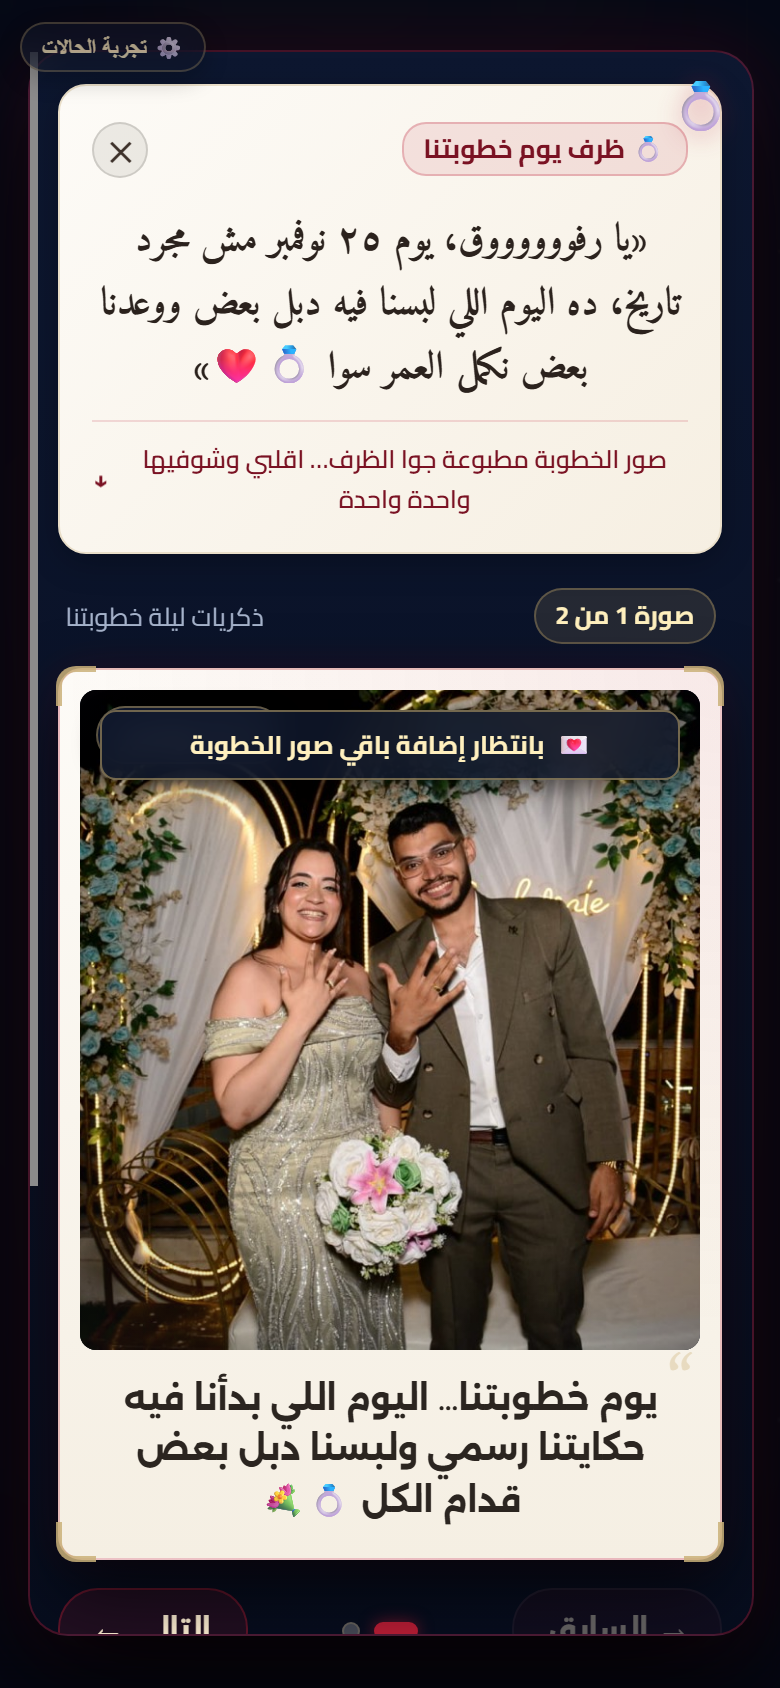 ⚙️ تجربة الحالات
💍 ظرف يوم خطوبتنا
«يا رفووووووق، يوم ٢٥ نوفمبر مش مجرد
تاريخ، ده اليوم اللي لبسنا فيه دبل بعض ووعدنا
بعض نكمل العمر سوا 💍❤️»
صور الخطوبة مطبوعة جوا الظرف... اقلبي وشوفيها
واحدة واحدة
صورة 1 من 2
ذكريات ليلة خطوبتنا
💌 بانتظار إضافة باقي صور الخطوبة
يوم خطوبتنا... اليوم اللي بدأنا فيه
حكايتنا رسمي ولبسنا دبل بعض
قدام الكل 💍💐
→ السابق
التالي ←